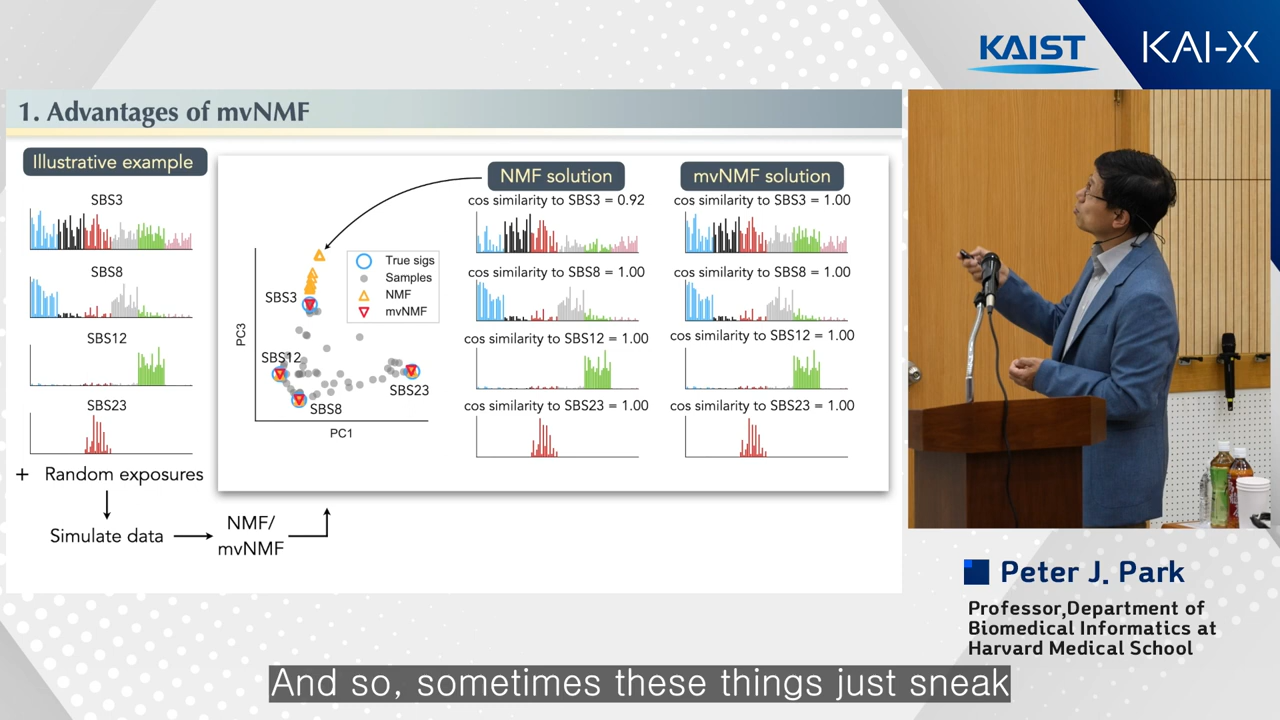 KAIST
KAI-X
1. Advantages of mvNMF
Illustrative example
SBS3
SBS8
SBS12
SBS23
+ Random exposures
Simulate data
NMF/
mvNMF
PC3
PC1
SBS3
SBS12
SBS8
SBS23
True sigs
Samples
NMF
mvNMF
NMF solution
cos similarity to SBS3 = 0.92
cos similarity to SBS8 = 1.00
cos similarity to SBS12 = 1.00
cos similarity to SBS23 = 1.00
mvNMF solution
cos similarity to SBS3 = 1.00
cos similarity to SBS8 = 1.00
cos similarity to SBS12 = 1.00
cos similarity to SBS23 = 1.00
Peter J. Park
Professor,Department of
Biomedical Informatics at
Harvard Medical School
And so, sometimes these things just sneak